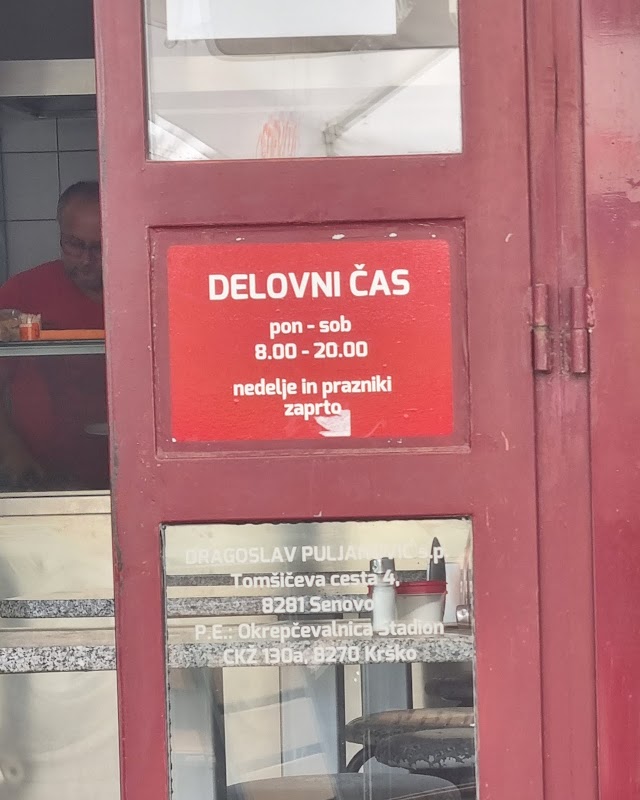 DELOVNI ČAS
pon - sob
8.00 - 20.00
nedelje in prazniki
zaprto
DRAGOSLAV s.p.
Tomšičeva cesta 4,
8281 Senovo
P.E.: Okrepčevalnica Stadion
CKŽ 130a, 8270 Krško